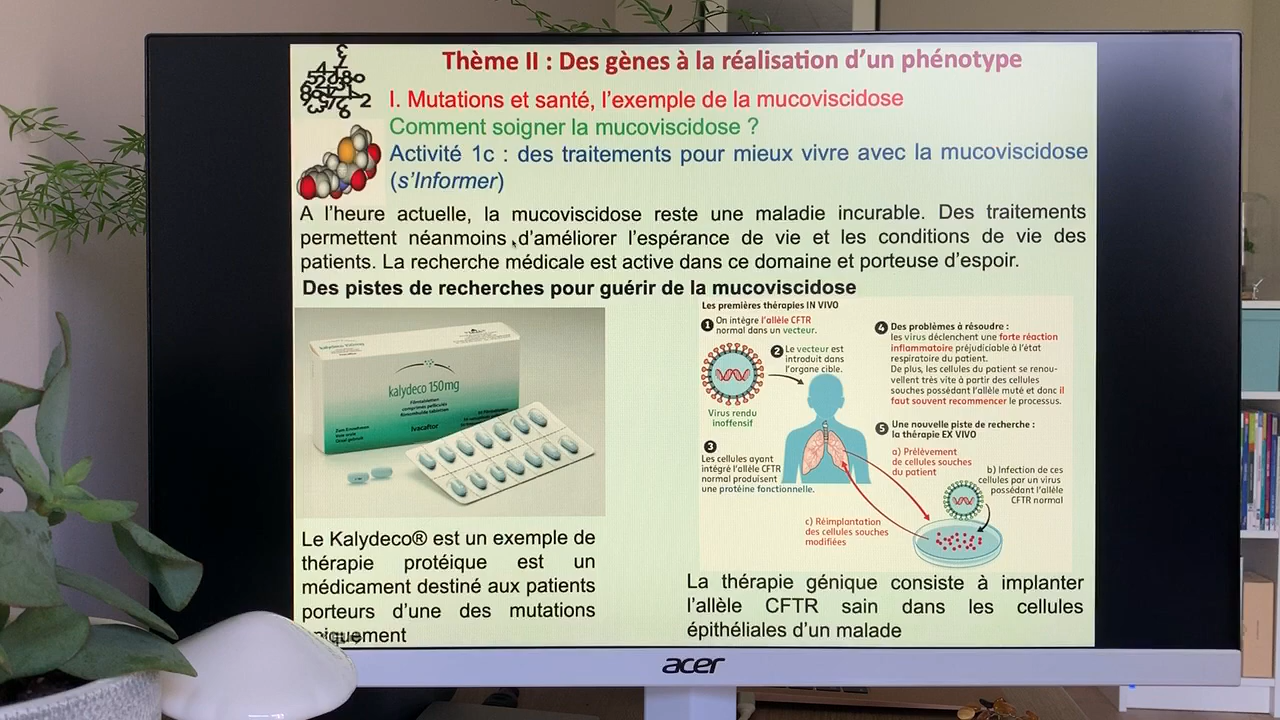 Thème II : Des gènes à la réalisation d'un phénotype
I. Mutations et santé, l'exemple de la mucoviscidose
Comment soigner la mucoviscidose ?
Activité 1c : des traitements pour mieux vivre avec la mucoviscidose
(s'Informer)
A l'heure actuelle, la mucoviscidose reste une maladie incurable. Des traitements
permettent néanmoins d'améliorer l'espérance de vie et les conditions de vie des
patients. La recherche médicale est active dans ce domaine et porteuse d'espoir.
Des pistes de recherches pour guérir de la mucoviscidose
kalydeco 150mg
kalydeco 150mg
Filmtabletten
comprimés pelliculés
Ivacaftor
Le Kalydeco® est un exemple de
thérapie protéique est un
médicament destiné aux patients
porteurs d'une des mutations
uniquement
Les premières thérapies IN VIVO
1 On intègre l'allèle CFTR
normal dans un vecteur.
2 Le vecteur est
introduit dans
l'organe cible.
Virus rendu
inoffensif
3
Les cellules ayant
intégré l'allèle CFTR
normal produisent
une protéine fonctionnelle.
4 Des problèmes à résoudre :
les virus déclenchent une forte réaction
inflammatoire préjudiciable à l'état
respiratoire du patient.
De plus, les cellules du patient se renou-
vellent très vite à partir des cellules
souches possédant l'allèle muté et donc il
faut souvent recommencer le processus.
5 Une nouvelle piste de recherche :
la thérapie EX VIVO
a) Prélèvement
de cellules souches
du patient
b) Infection de ces
cellules par un virus
possédant l'allèle
CFTR normal
c) Réimplantation
des cellules souches
modifiées
La thérapie génique consiste à implanter
l'allèle CFTR sain dans les cellules
épithéliales d'un malade
acer